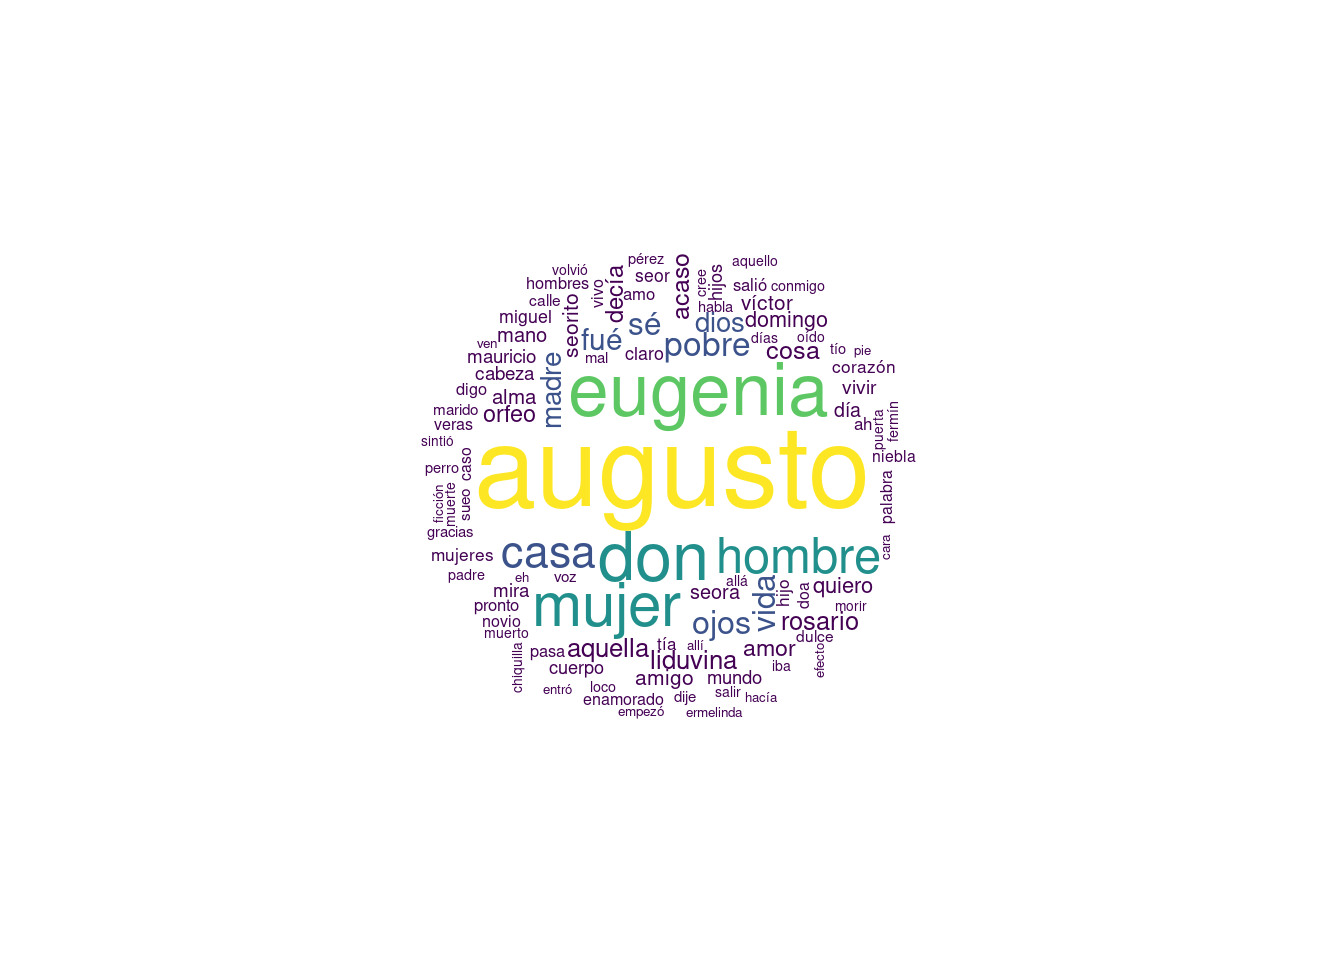 pérez
aquello
volvió
seor
acaso
cree
hijos
hombres
vivo
decía
amo
salió
conmigo
calle
seorito
habla
víctor
miguel
sé
dios
domingo
mano
fué
pobre
días
oído
ven
mauricio
mal
claro
cosa
tío
pie
cabeza
madre
eugenia
corazón
digo
alma
vivir
marido
orfeo
día
veras
ah
puerta
fermín
sintió
augusto
niebla
perro
caso
ficción
muerte
sueo
palabra
gracias
mujeres
casa
don
hombre
cara
padre
eh
voz
allá
mira
mujer
seora
vida
hijo
doa
quiero
pronto
morir
novio
ojos
rosario
muerto
dulce
chiquilla
pasa
aquella
tía
allí
amor
efecto
cuerpo
liduvina
iba
amigo
mundo
entró
loco
enamorado
dije
salir
hacía
empezó
ermelinda